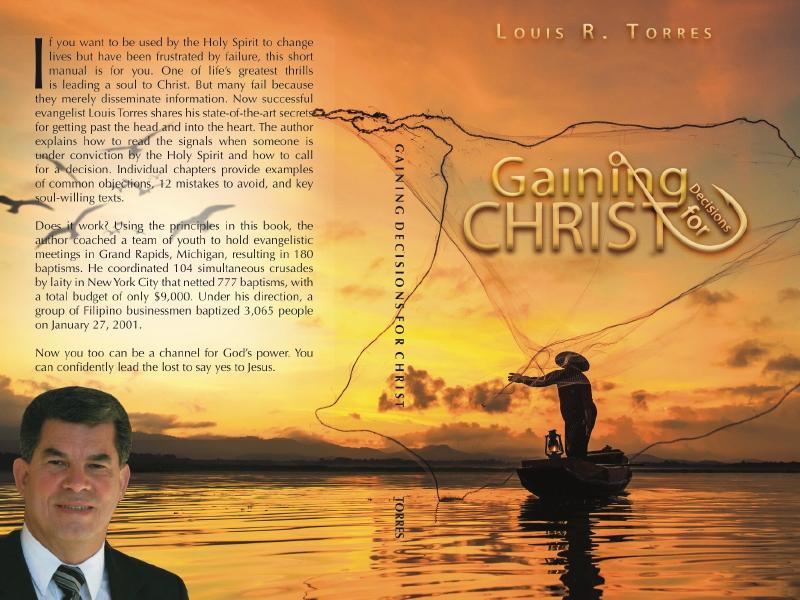 If you want to be used by the Holy Spirit to change
lives but have been frustrated by failure, this short
manual is for you. One of life's greatest thrills
is leading a soul to Christ. But many fail because
they merely disseminate information. Now successful
evangelist Louis Torres shares his state-of-the-art secrets
for getting past the head and into the heart. The author
explains how to read the signals when someone is
under conviction by the Holy Spirit and how to call
for a decision. Individual chapters provide examples
of common objections, 12 mistakes to avoid, and key
soul-willing texts.
Does it work? Using the principles in this book, the
author coached a team of youth to hold evangelistic
meetings in Grand Rapids, Michigan, resulting in 180
baptisms. He coordinated 104 simultaneous crusades
by laity in New York City that netted 777 baptisms, with
a total budget of only $9,000. Under his direction, a
group of Filipino businessmen baptized 3,065 people
on January 27, 2001.
Now you too can be a channel for God's power. You
can confidently lead the lost to say yes to Jesus.
GAINING DECISIONS FOR CHRIST
TORRES
LOUIS R. TORRES
Gaining
Decisions
for
CHRIST